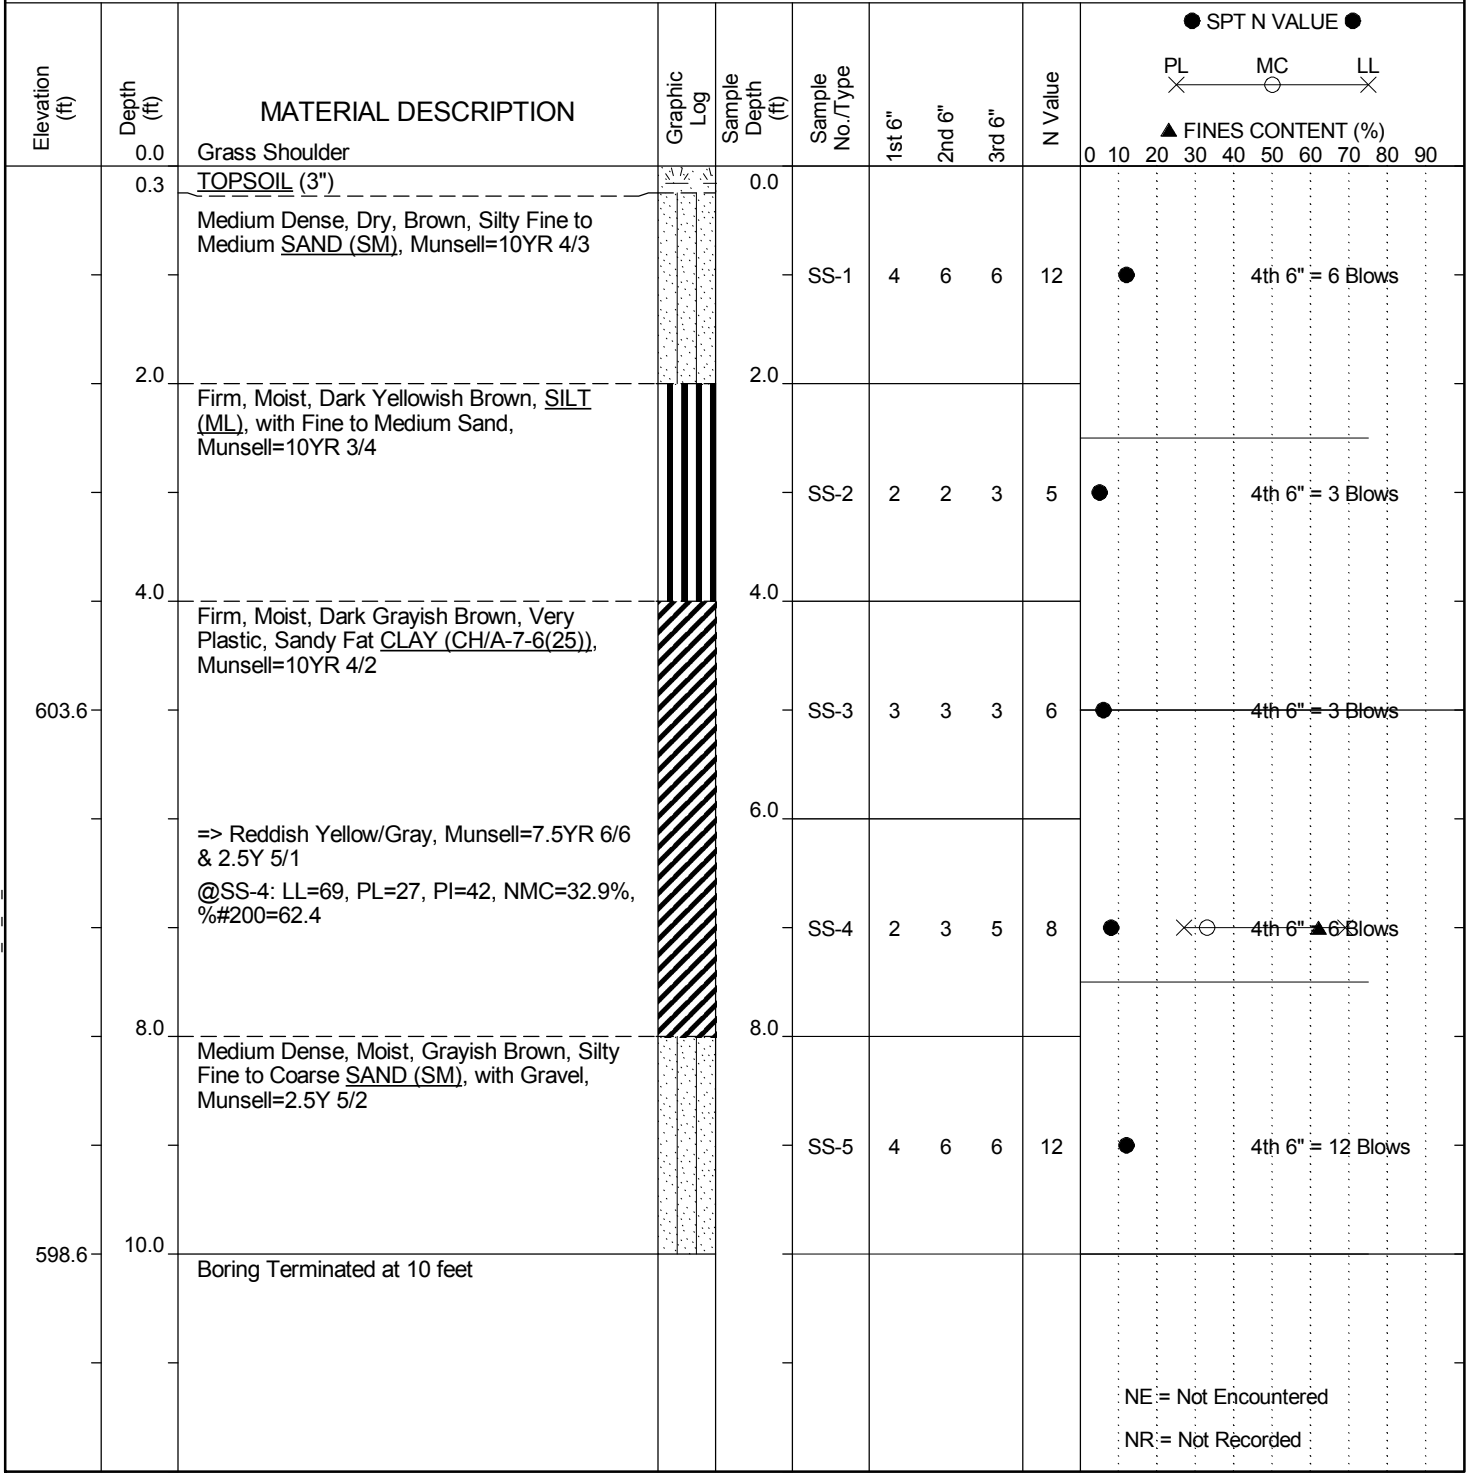 ● SPT N VALUE ●
PL MC LL
▲ FINES CONTENT (%)
Elevation (ft)
Depth (ft)
MATERIAL DESCRIPTION
Graphic Log
Sample Depth (ft)
Sample No./Type
1st 6"
2nd 6"
3rd 6"
N Value
0 10 20 30 40 50 60 70 80 90
0.0 Grass Shoulder
0.3 TOPSOIL (3") 0.0
Medium Dense, Dry, Brown, Silty Fine to
Medium SAND (SM), Munsell=10YR 4/3
SS-1 4 6 6 12 4th 6" = 6 Blows
2.0 2.0
Firm, Moist, Dark Yellowish Brown, SILT
(ML), with Fine to Medium Sand,
Munsell=10YR 3/4
SS-2 2 2 3 5 4th 6" = 3 Blows
4.0 4.0
Firm, Moist, Dark Grayish Brown, Very
Plastic, Sandy Fat CLAY (CH/A-7-6(25)),
Munsell=10YR 4/2
603.6 SS-3 3 3 3 6 4th 6" = 3 Blows
6.0
=> Reddish Yellow/Gray, Munsell=7.5YR 6/6
& 2.5Y 5/1
@SS-4: LL=69, PL=27, PI=42, NMC=32.9%,
%#200=62.4
SS-4 2 3 5 8 4th 6" = 6 Blows
8.0 8.0
Medium Dense, Moist, Grayish Brown, Silty
Fine to Coarse SAND (SM), with Gravel,
Munsell=2.5Y 5/2
SS-5 4 6 6 12 4th 6" = 12 Blows
598.6 10.0
Boring Terminated at 10 feet
NE = Not Encountered
NR = Not Recorded